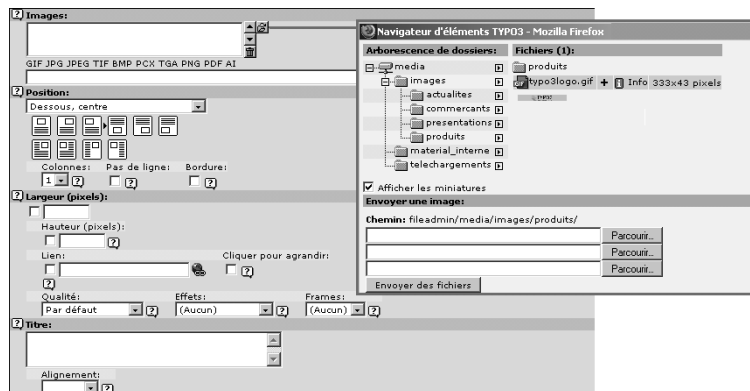 Images:
GIF JPG JPEG TIF BMP PCX TGA PNG PDF AI
Position:
Dessous, centre
Colonnes: Pas de ligne: Bordure:
1
Largeur (pixels):
Hauteur (pixels):
Lien: Cliquer pour agrandir:
Qualité: Effets: Frames:
Par défaut (Aucun) (Aucun)
Titre:
Alignement:
Navigateur d'éléments TYPO3 - Mozilla Firefox
Arborescence de dossiers: Fichiers (1):
media
images
actualites
commercants
presentations
produits
material_interne
telechargements
produits
typo3logo.gif Info 333x43 pixels
Afficher les miniatures
Envoyer une image:
Chemin: fileadmin/media/images/produits/
Parcourir...
Parcourir...
Parcourir...
Envoyer des fichiers